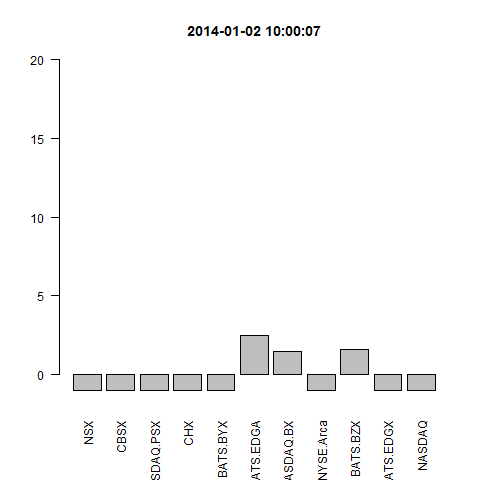 2014-01-02 10:00:07
20
15
10
5
0
NSX
CBSX
SDAQ.PSX
CHX
BATS.BYX
ATS.EDGA
ASDAQ.BX
NYSE.Arca
BATS.BZX
ATS.EDGX
NASDAQ